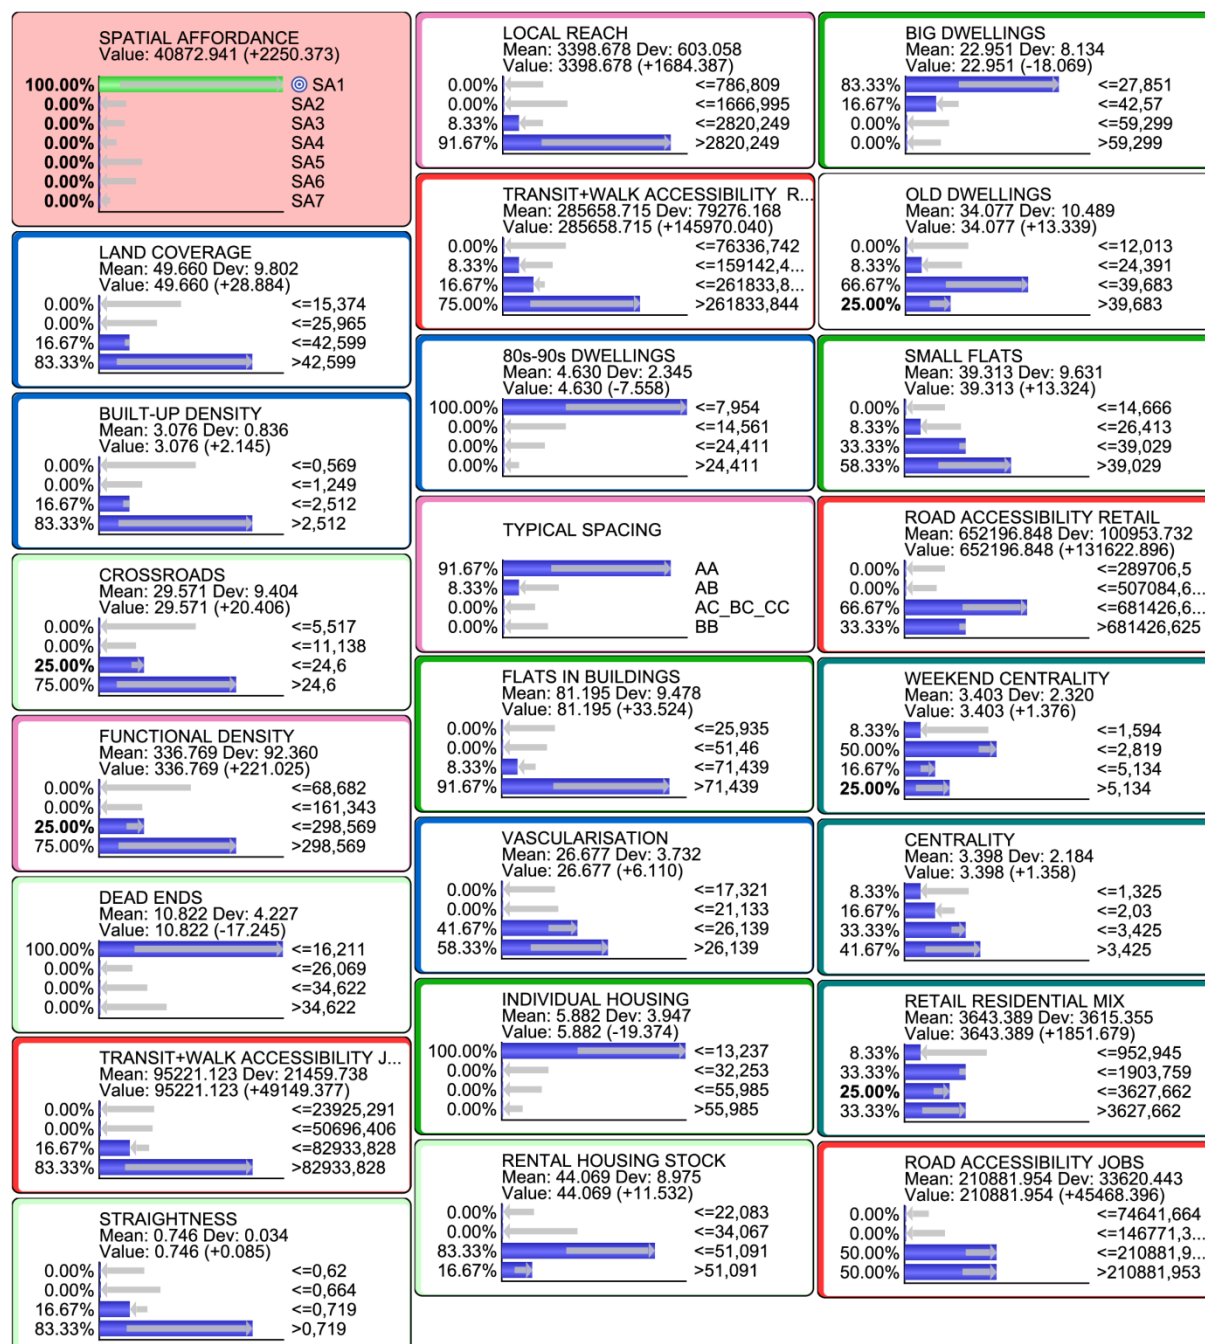 SPATIAL AFFORDANCE
Value: 40872.941 (+2250.373)
100.00% SA1
0.00% SA2
0.00% SA3
0.00% SA4
0.00% SA5
0.00% SA6
0.00% SA7
LAND COVERAGE
Mean: 49.660 Dev: 9.802
Value: 49.660 (+28.884)
0.00% <=15,374
0.00% <=25,965
16.67% <=42,599
83.33% >42,599
BUILT-UP DENSITY
Mean: 3.076 Dev: 0.836
Value: 3.076 (+2.145)
0.00% <=0,569
0.00% <=1,249
16.67% <=2,512
83.33% >2,512
CROSSROADS
Mean: 29.571 Dev: 9.404
Value: 29.571 (+20.406)
0.00% <=5,517
0.00% <=11,138
25.00% <=24,6
75.00% >24,6
FUNCTIONAL DENSITY
Mean: 336.769 Dev: 92.360
Value: 336.769 (+221.025)
0.00% <=68,682
0.00% <=161,343
25.00% <=298,569
75.00% >298,569
DEAD ENDS
Mean: 10.822 Dev: 4.227
Value: 10.822 (-17.245)
100.00% <=16,211
0.00% <=26,069
0.00% <=34,622
0.00% >34,622
TRANSIT+WALK ACCESSIBILITY J...
Mean: 95221.123 Dev: 21459.738
Value: 95221.123 (+49149.377)
0.00% <=23925,291
0.00% <=50696,406
16.67% <=82933,828
83.33% >82933,828
STRAIGHTNESS
Mean: 0.746 Dev: 0.034
Value: 0.746 (+0.085)
0.00% <=0,62
0.00% <=0,664
16.67% <=0,719
83.33% >0,719
LOCAL REACH
Mean: 3398.678 Dev: 603.058
Value: 3398.678 (+1684.387)
0.00% <=786,809
0.00% <=1666,995
8.33% <=2820,249
91.67% >2820,249
TRANSIT+WALK ACCESSIBILITY R...
Mean: 285658.715 Dev: 79276.168
Value: 285658.715 (+145970.040)
0.00% <=76336,742
8.33% <=159142,4...
16.67% <=261833,8...
75.00% >261833,844
80s-90s DWELLINGS
Mean: 4.630 Dev: 2.345
Value: 4.630 (-7.558)
100.00% <=7,954
0.00% <=14,561
0.00% <=24,411
0.00% >24,411
TYPICAL SPACING
91.67% AA
8.33% AB
0.00% AC_BC_CC
0.00% BB
FLATS IN BUILDINGS
Mean: 81.195 Dev: 9.478
Value: 81.195 (+33.524)
0.00% <=25,935
0.00% <=51,46
8.33% <=71,439
91.67% >71,439
VASCULARISATION
Mean: 26.677 Dev: 3.732
Value: 26.677 (+6.110)
0.00% <=17,321
0.00% <=21,133
41.67% <=26,139
58.33% >26,139
INDIVIDUAL HOUSING
Mean: 5.882 Dev: 3.947
Value: 5.882 (-19.374)
100.00% <=13,237
0.00% <=32,253
0.00% <=55,985
0.00% >55,985
RENTAL HOUSING STOCK
Mean: 44.069 Dev: 8.975
Value: 44.069 (+11.532)
0.00% <=22,083
0.00% <=34,067
83.33% <=51,091
16.67% >51,091
BIG DWELLINGS
Mean: 22.951 Dev: 8.134
Value: 22.951 (-18.069)
83.33% <=27,851
16.67% <=42,57
0.00% <=59,299
0.00% >59,299
OLD DWELLINGS
Mean: 34.077 Dev: 10.489
Value: 34.077 (+13.339)
0.00% <=12,013
8.33% <=24,391
66.67% <=39,683
25.00% >39,683
SMALL FLATS
Mean: 39.313 Dev: 9.631
Value: 39.313 (+13.324)
0.00% <=14,666
8.33% <=26,413
33.33% <=39,029
58.33% >39,029
ROAD ACCESSIBILITY RETAIL
Mean: 652196.848 Dev: 100953.732
Value: 652196.848 (+131622.896)
0.00% <=289706,5
0.00% <=507084,6...
66.67% <=681426,6...
33.33% >681426,625
WEEKEND CENTRALITY
Mean: 3.403 Dev: 2.320
Value: 3.403 (+1.376)
8.33% <=1,594
50.00% <=2,819
16.67% <=5,134
25.00% >5,134
CENTRALITY
Mean: 3.398 Dev: 2.184
Value: 3.398 (+1.358)
8.33% <=1,325
16.67% <=2,03
33.33% <=3,425
41.67% >3,425
RETAIL RESIDENTIAL MIX
Mean: 3643.389 Dev: 3615.355
Value: 3643.389 (+1851.679)
8.33% <=952,945
33.33% <=1903,759
25.00% <=3627,662
33.33% >3627,662
ROAD ACCESSIBILITY JOBS
Mean: 210881.954 Dev: 33620.443
Value: 210881.954 (+45468.396)
0.00% <=74641,664
0.00% <=146771,3...
50.00% <=210881,9...
50.00% >210881,953